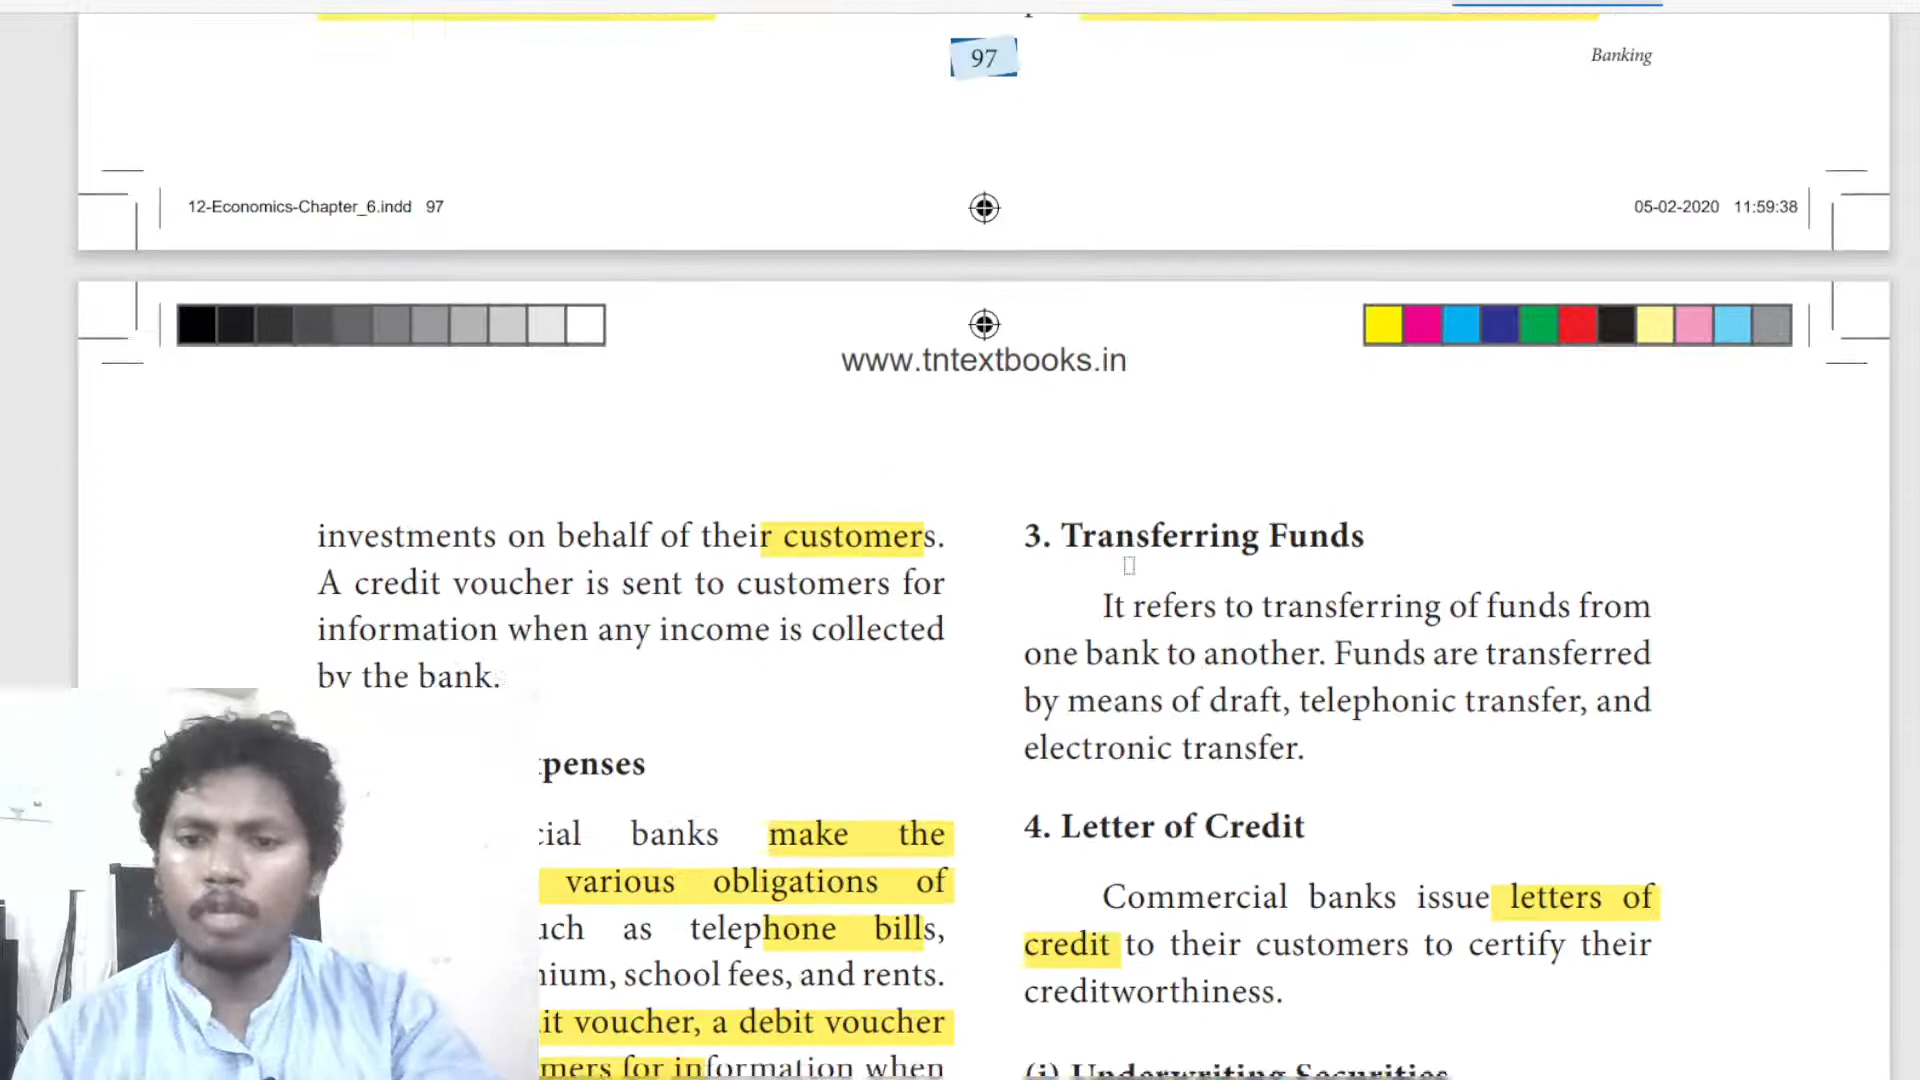 97
Banking
12-Economics-Chapter_6.indd 97
05-02-2020 11:59:38
www.tntextbooks.in
investments on behalf of their customers.
A credit voucher is sent to customers for
information when any income is collected
by the bank.
banks make the
various obligations of
as telephone bills,
school fees, and rents.
voucher, a debit voucher
for information when
3. Transferring Funds
It refers to transferring of funds from
one bank to another. Funds are transferred
by means of draft, telephonic transfer, and
electronic transfer.
4. Letter of Credit
Commercial banks issue letters of
credit to their customers to certify their
creditworthiness.
(i) Underwriting Securities